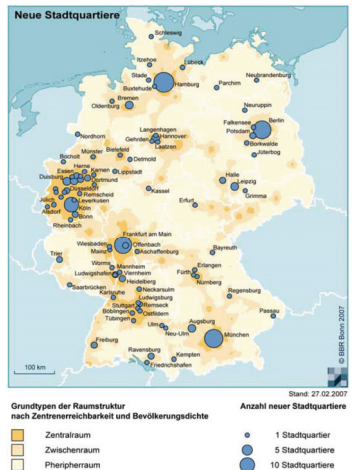 Neue Stadtquartiere
Schleswig
Itzehoe
Lübeck
Stade
Hamburg
Buxtehude
Parchim
Neubrandenburg
Bremen
Oldenburg
Neuruppin
Falkensee
Berlin
Potsdam
Borkwalde
Jüterbog
Nordhorn
Langenhagen
Hannover
Gehrden
Laatzen
Münster
Bielefeld
Detmold
Bocholt
Herne
Kamen
Lippstadt
Essen
Duisburg
Dortmund
Düsseldorf
Remscheid
Leverkusen
Jülich
Köln
Alsdorf
Bonn
Rheinbach
Kassel
Halle
Leipzig
Grimma
Erfurt
Frankfurt am Main
Wiesbaden
Offenbach
Mainz
Aschaffenburg
Bayreuth
Trier
Worms
Mannheim
Ludwigshafen
Viernheim
Heidelberg
Erlangen
Fürth
Nürnberg
Saarbrücken
Neckarsulm
Karlsruhe
Ludwigsburg
Regensburg
Stuttgart
Remseck
Böblingen
Ostfildern
Tübingen
Passau
Ulm
Neu-Ulm
Augsburg
München
Freiburg
Ravensburg
Kempten
Friedrichshafen
100 km
© BBR Bonn 2007
Stand: 27.02.2007
Grundtypen der Raumstruktur
nach Zentrenerreichbarkeit und Bevölkerungsdichte
Zentralraum
Zwischenraum
Pheripherraum
Anzahl neuer Stadtquartiere
1 Stadtquartier
5 Stadtquartiere
10 Stadtquartiere